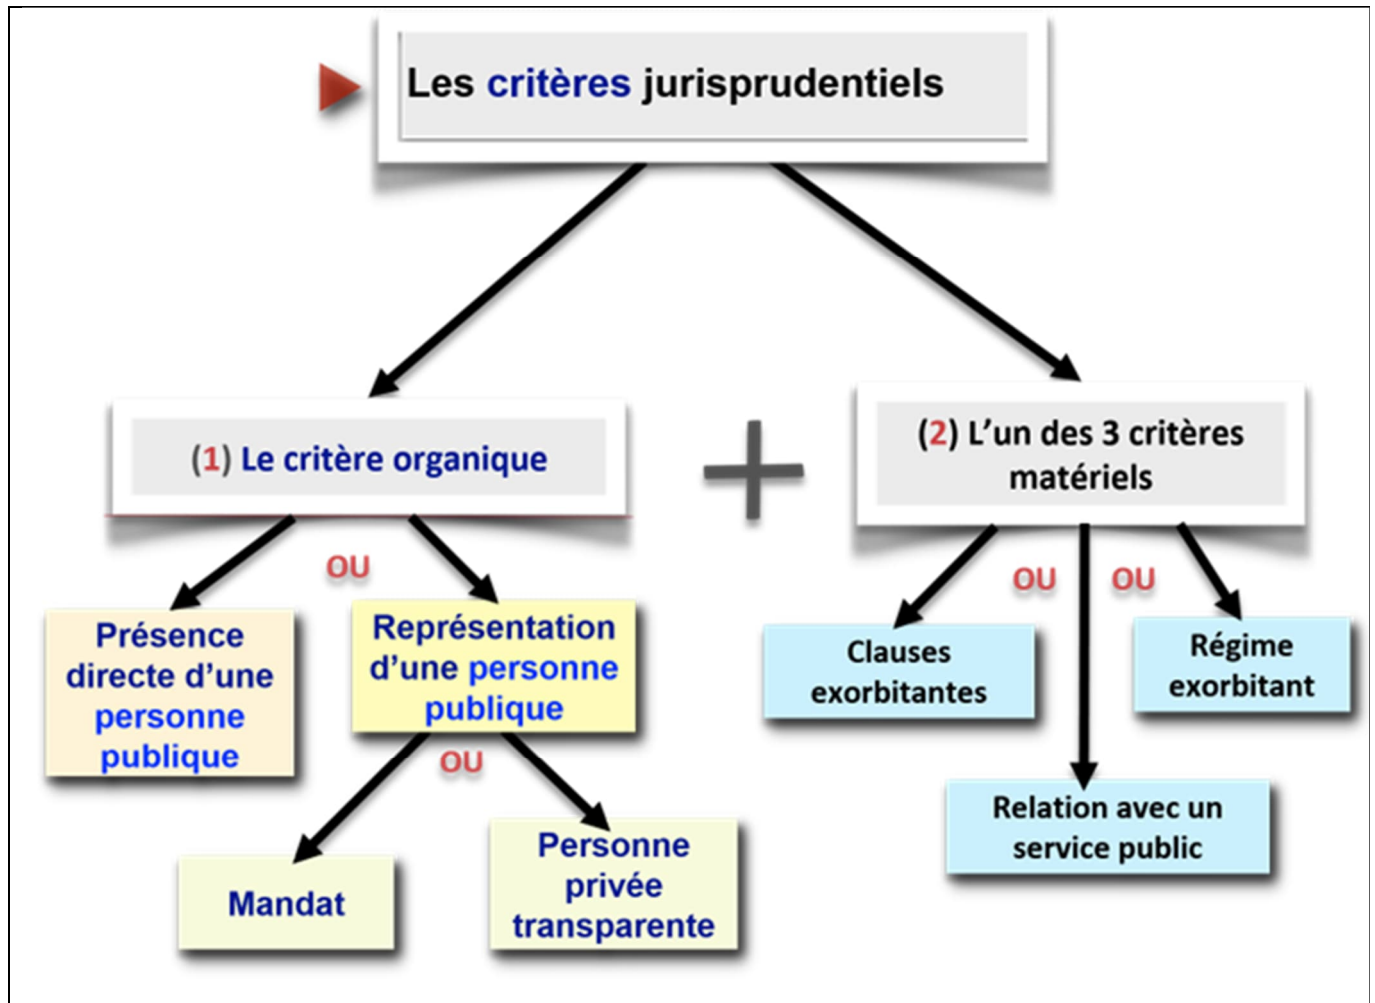 Les critères jurisprudentiels
(1) Le critère organique
(2) L’un des 3 critères
matériels
OU
OU
OU
Présence
directe d’une
personne
publique
Représentation
d’une personne
publique
Clauses
exorbitantes
Régime
exorbitant
OU
Mandat
Personne
privée
transparente
Relation avec un
service public